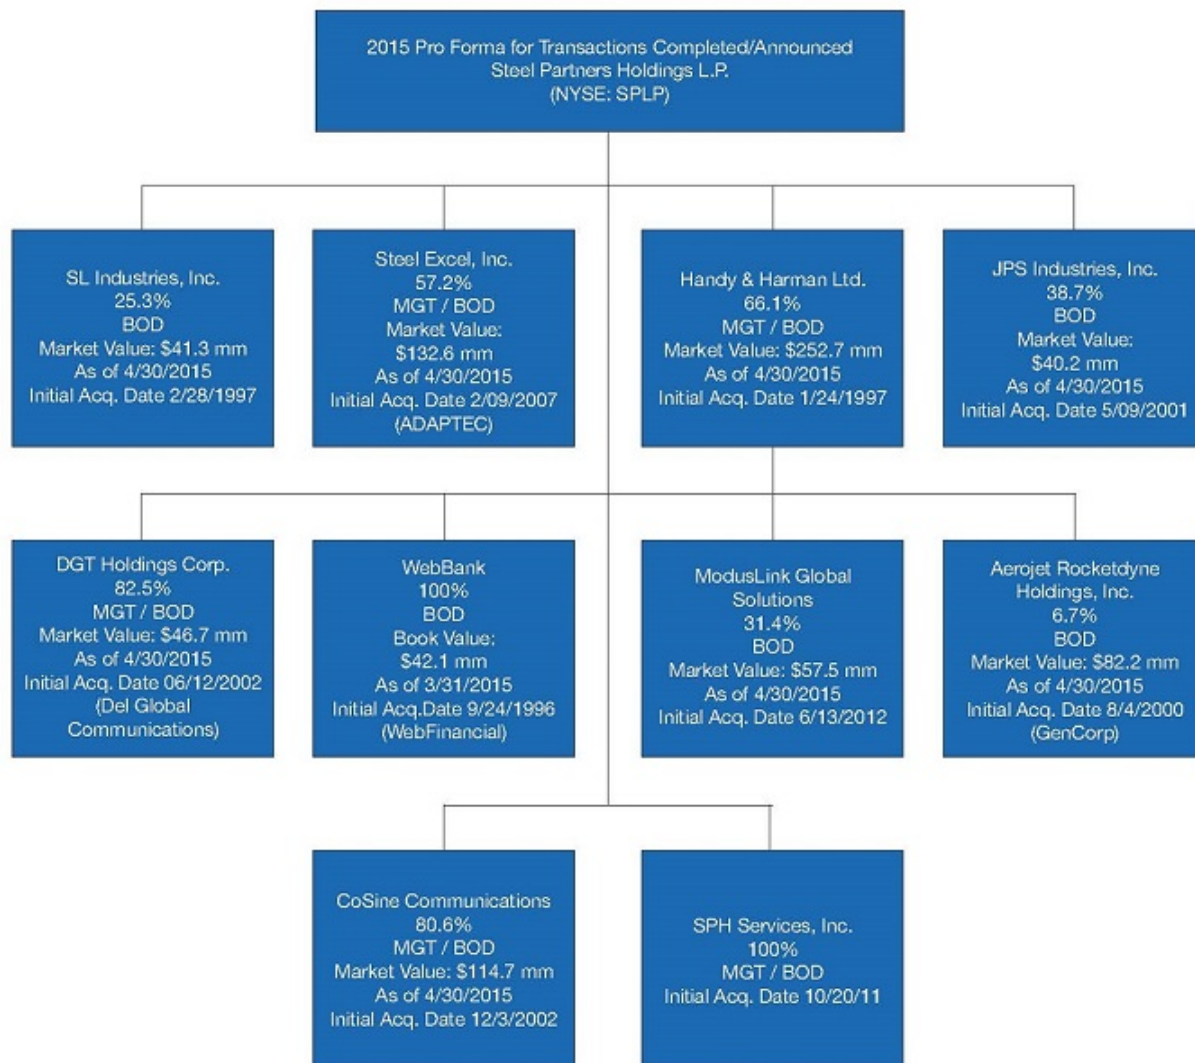 2015 Pro Forma for Transactions Completed/Announced
Steel Partners Holdings L.P.
(NYSE: SPLP)
SL Industries, Inc.
25.3%
BOD
Market Value: $41.3 mm
As of 4/30/2015
Initial Acq. Date 2/28/1997
Steel Excel, Inc.
57.2%
MGT / BOD
Market Value:
$132.6 mm
As of 4/30/2015
Initial Acq. Date 2/09/2007
(ADAPTEC)
Handy & Harman Ltd.
66.1%
MGT / BOD
Market Value: $252.7 mm
As of 4/30/2015
Initial Acq. Date 1/24/1997
JPS Industries, Inc.
38.7%
BOD
Market Value:
$40.2 mm
As of 4/30/2015
Initial Acq. Date 5/09/2001
DGT Holdings Corp.
82.5%
MGT / BOD
Market Value: $46.7 mm
As of 4/30/2015
Initial Acq. Date 06/12/2002
(Del Global
Communications)
WebBank
100%
BOD
Book Value:
$42.1 mm
As of 3/31/2015
Initial Acq.Date 9/24/1996
(WebFinancial)
ModusLink Global
Solutions
31.4%
BOD
Market Value: $57.5 mm
As of 4/30/2015
Initial Acq. Date 6/13/2012
Aerojet Rocketdyne
Holdings, Inc.
6.7%
BOD
Market Value: $82.2 mm
As of 4/30/2015
Initial Acq. Date 8/4/2000
(GenCorp)
CoSine Communications
80.6%
MGT / BOD
Market Value: $114.7 mm
As of 4/30/2015
Initial Acq. Date 12/3/2002
SPH Services, Inc.
100%
MGT / BOD
Initial Acq. Date 10/20/11